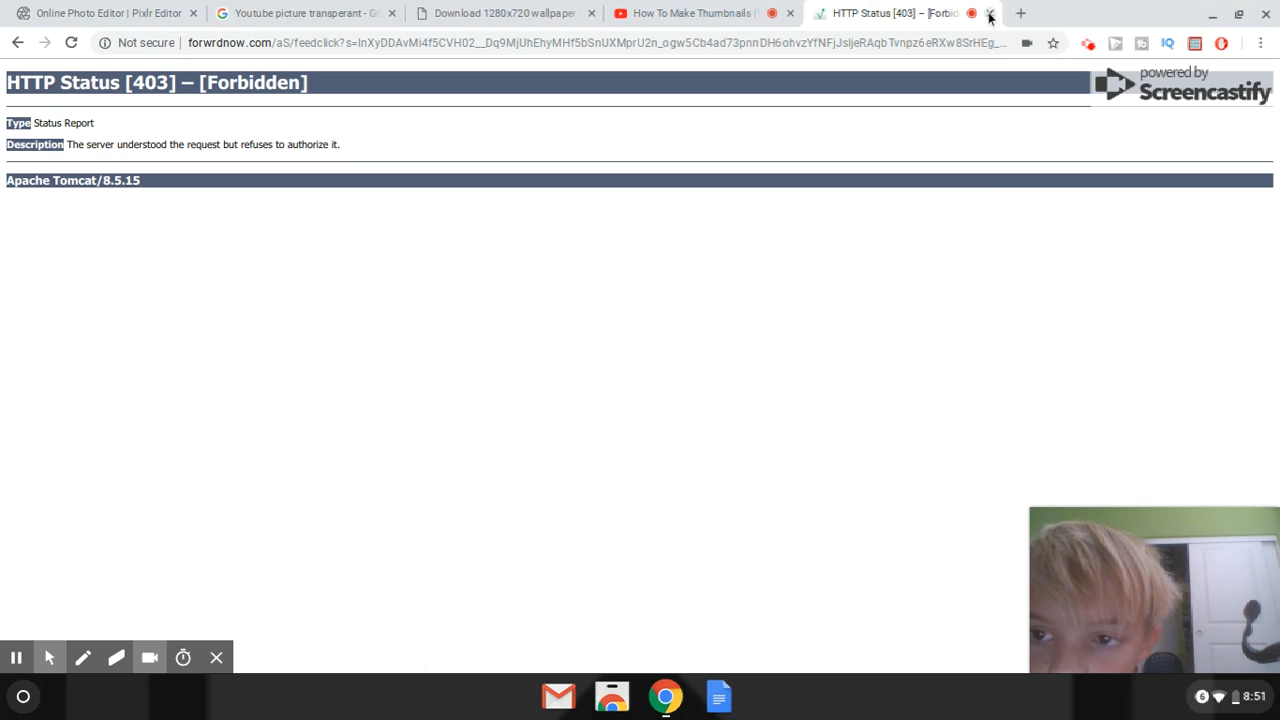 Online Photo Editor | Pixlr Editor
Youtube picture transperant - G
Download 1280x720 wallpaper
How To Make Thumbnails (
HTTP Status [403] – [Forbid
Not secure
HTTP Status [403] – [Forbidden]
powered by
Screencastify
Type Status Report
Description The server understood the request but refuses to authorize it.
Apache Tomcat/8.5.15
6
8:51